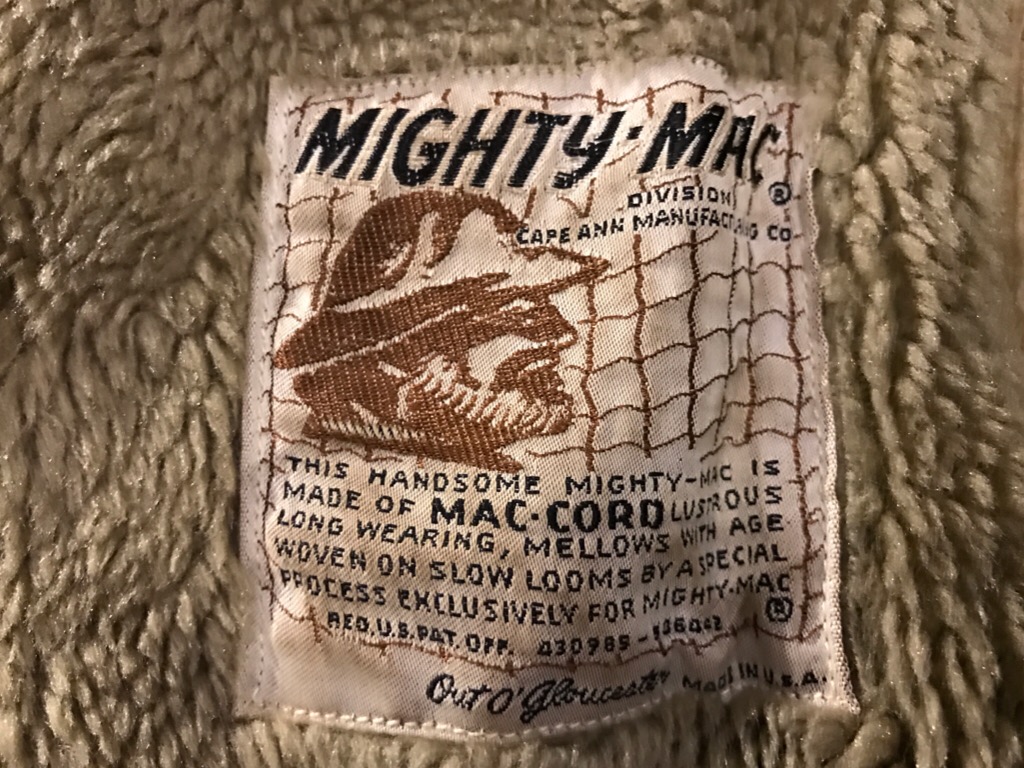 MIGHTY-MAC®
DIVISION
CAPE ANN MANUFACTURING CO
THIS HANDSOME MIGHTY-MAC IS
MADE OF MAC·CORD LUSTROUS
LONG WEARING, MELLOWS WITH AGE
WOVEN ON SLOW LOOMS BY A SPECIAL
PROCESS EXCLUSIVELY FOR MIGHTY-MAC
®
REG. U.S. PAT. OFF. 430989 -
Out O' Gloucester MADE IN U.S.A.